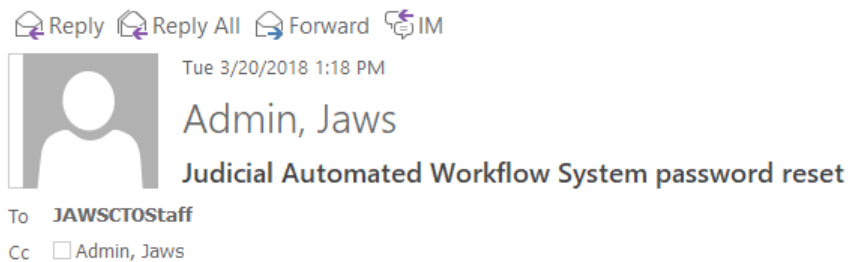 Reply Reply All Forward IM
Tue 3/20/2018 1:18 PM
Admin, Jaws
Judicial Automated Workflow System password reset
To JAWSCTOStaff
Cc Admin, Jaws